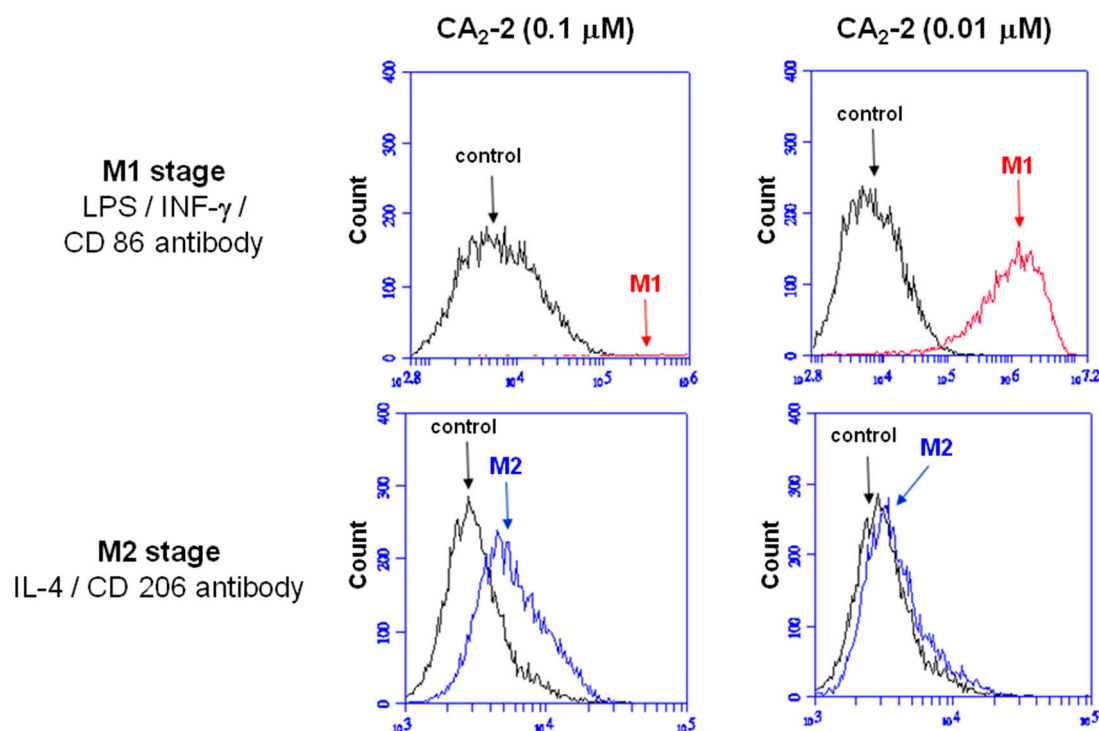 CA₂-2 (0.1 μM)
CA₂-2 (0.01 μM)
M1 stage
LPS / INF-γ /
CD 86 antibody
Count
400
300
200
100
0
control
M1
10^2.8
10^4
10^5
10^6
Count
400
300
200
100
0
control
M1
10^2.8
10^4
10^5
10^6
10^7.2
M2 stage
IL-4 / CD 206 antibody
Count
400
300
200
100
0
control
M2
10^3
10^4
10^5
Count
400
300
200
100
0
control
M2
10^3
10^4
10^5